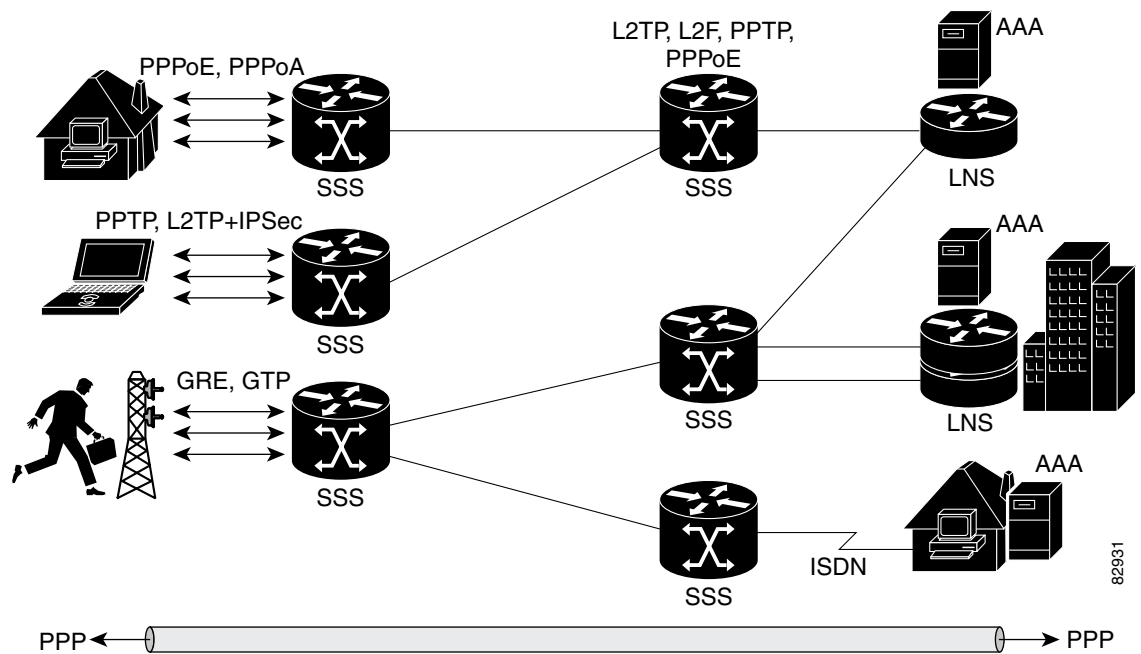 L2TP, L2F, PPTP,
PPPoE
AAA
PPPoE, PPPoA
SSS
SSS
LNS
PPTP, L2TP+IPSec
AAA
SSS
GRE, GTP
SSS
LNS
SSS
AAA
ISDN
SSS
82931
PPP
PPP